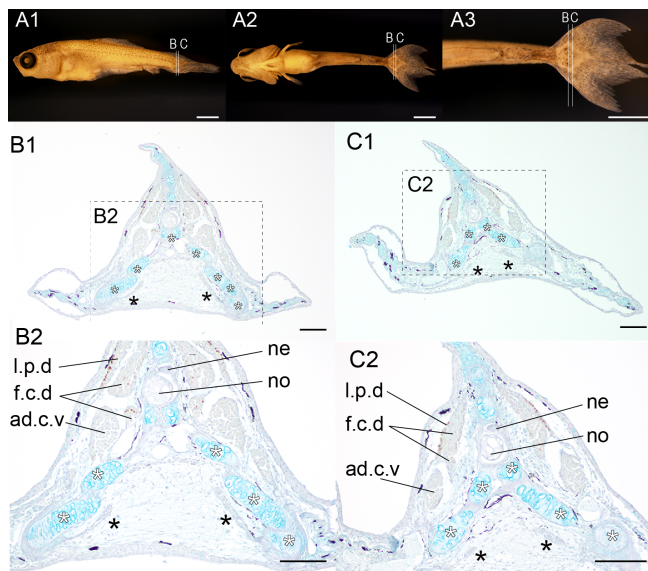 A1
B C
A2
B C
A3
B C
B1
B2
C1
C2
B2
l.p.d
f.c.d
ad.c.v
ne
no
C2
l.p.d
f.c.d
ad.c.v
ne
no